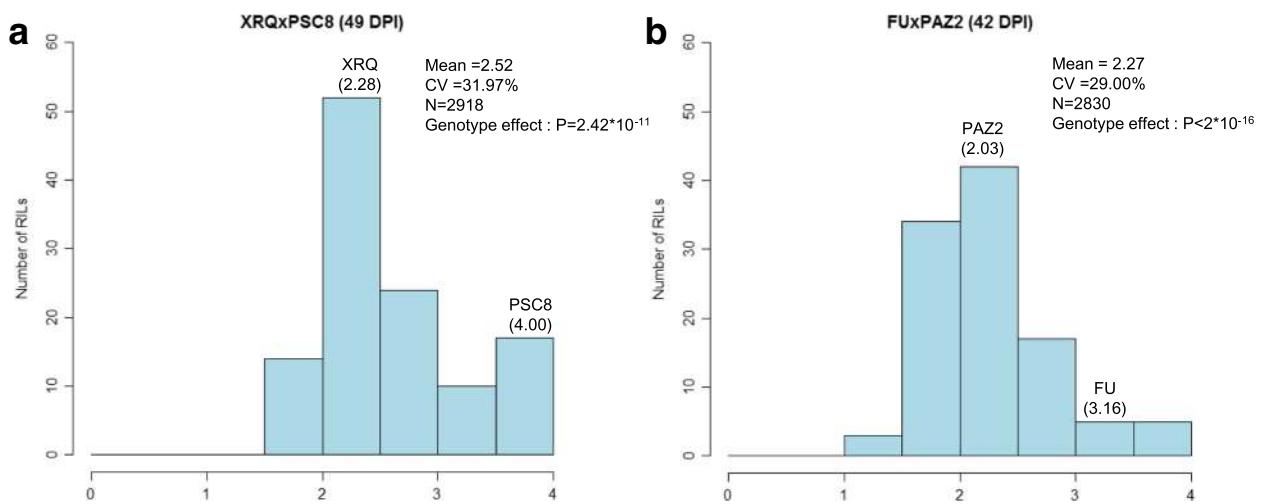 a
XRQxPSC8 (49 DPI)
60
50
40
30
20
10
0
Number of RILs
XRQ
(2.28)
Mean =2.52
CV =31.97%
N=2918
Genotype effect : P=2.42*10-11
PSC8
(4.00)
0 1 2 3 4
b
FUxPAZ2 (42 DPI)
60
50
40
30
20
10
0
Number of RILs
PAZ2
(2.03)
Mean = 2.27
CV =29.00%
N=2830
Genotype effect : P<2*10-16
FU
(3.16)
0 1 2 3 4